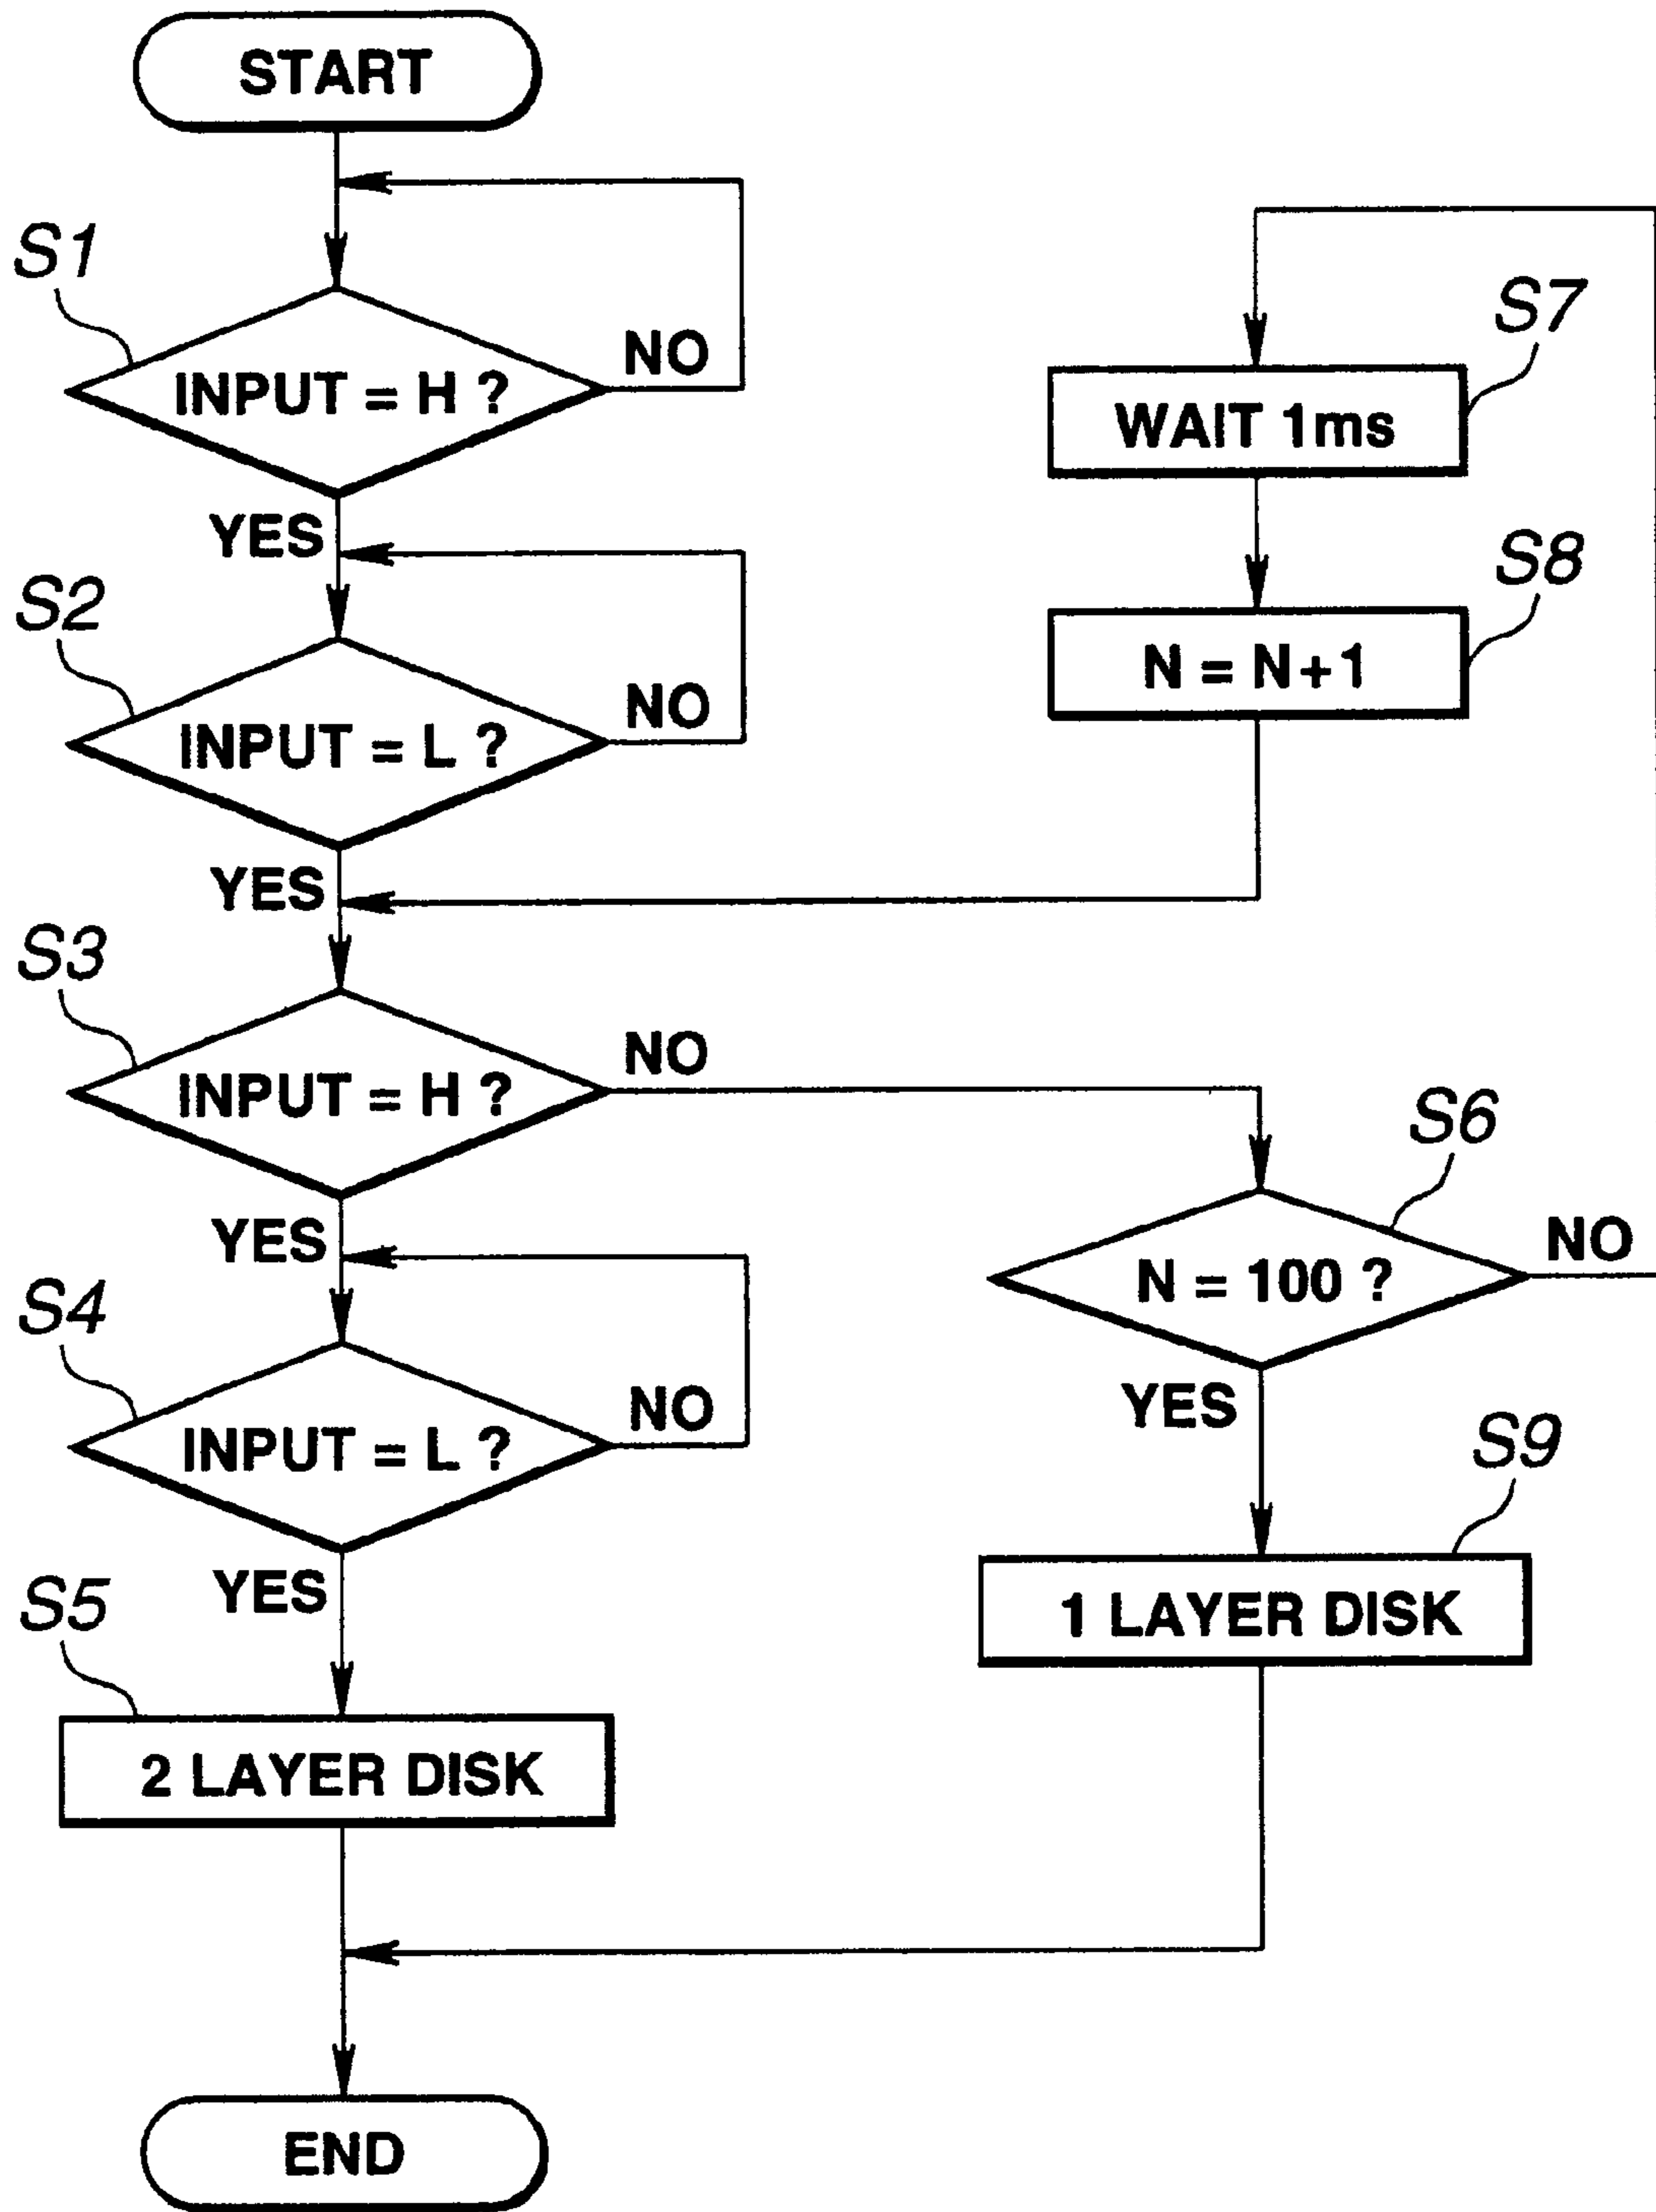 START
S1
INPUT = H ?
NO
YES
S2
INPUT = L ?
NO
YES
S3
INPUT = H ?
NO
YES
S4
INPUT = L ?
NO
YES
S5
2 LAYER DISK
END
S7
WAIT 1ms
S8
N = N+1
S6
N = 100 ?
NO
YES
S9
1 LAYER DISK